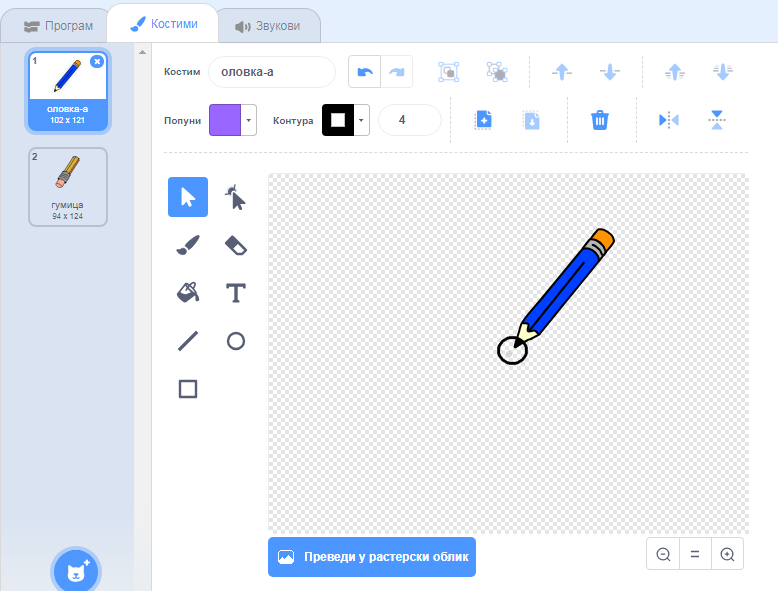 Програм
Костими
Звукови
1
оловка-а
102 x 121
2
гумица
94 x 124
Костим
оловка-а
Попуни
Контура
4
Преведи у растерски облик